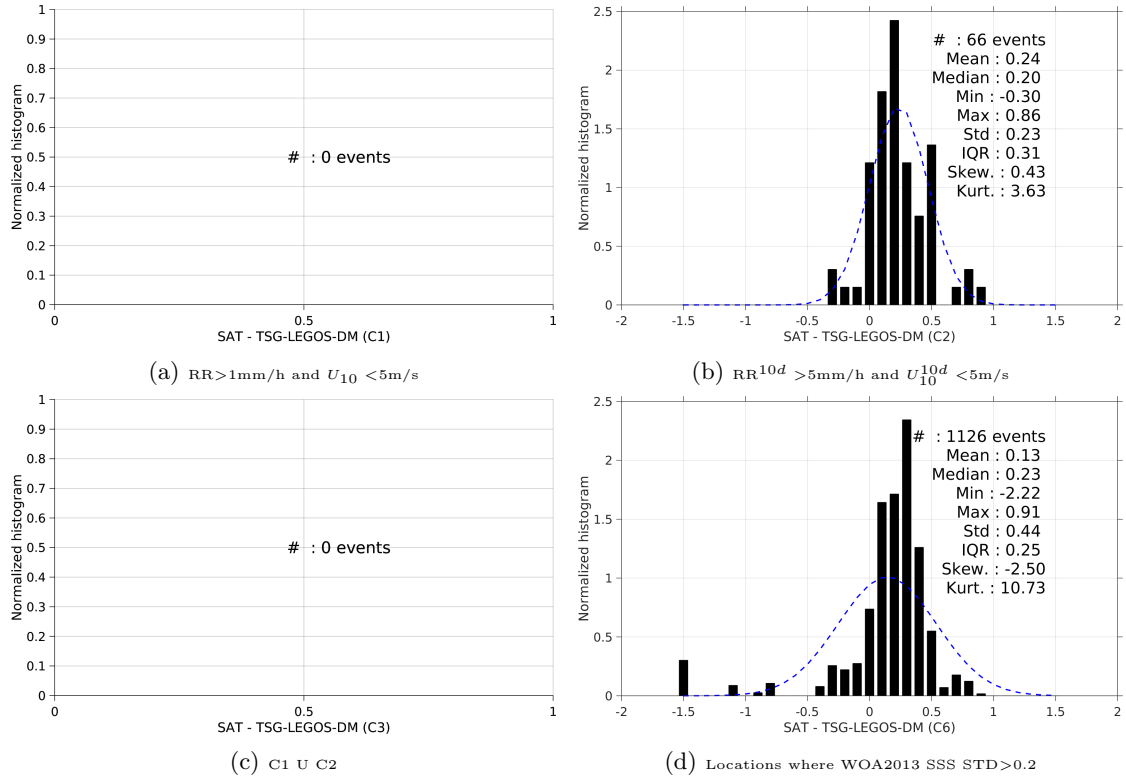 1
0.9
0.8
0.7
0.6
0.5
0.4
0.3
0.2
0.1
0
Normalized histogram
# : 0 events
0 0.5 1
SAT - TSG-LEGOS-DM (C1)
(a) RR>1mm/h and U10 <5m/s
2.5
2
1.5
1
0.5
0
Normalized histogram
# : 66 events
Mean : 0.24
Median : 0.20
Min : -0.30
Max : 0.86
Std : 0.23
IQR : 0.31
Skew. : 0.43
Kurt. : 3.63
-2 -1.5 -1 -0.5 0 0.5 1 1.5 2
SAT - TSG-LEGOS-DM (C2)
(b) RR10d >5mm/h and U10d10 <5m/s
1
0.9
0.8
0.7
0.6
0.5
0.4
0.3
0.2
0.1
0
Normalized histogram
# : 0 events
0 0.5 1
SAT - TSG-LEGOS-DM (C3)
(c) C1 U C2
2.5
2
1.5
1
0.5
0
Normalized histogram
# : 1126 events
Mean : 0.13
Median : 0.23
Min : -2.22
Max : 0.91
Std : 0.44
IQR : 0.25
Skew. : -2.50
Kurt. : 10.73
-2 -1.5 -1 -0.5 0 0.5 1 1.5 2
SAT - TSG-LEGOS-DM (C6)
(d) Locations where WOA2013 SSS STD>0.2